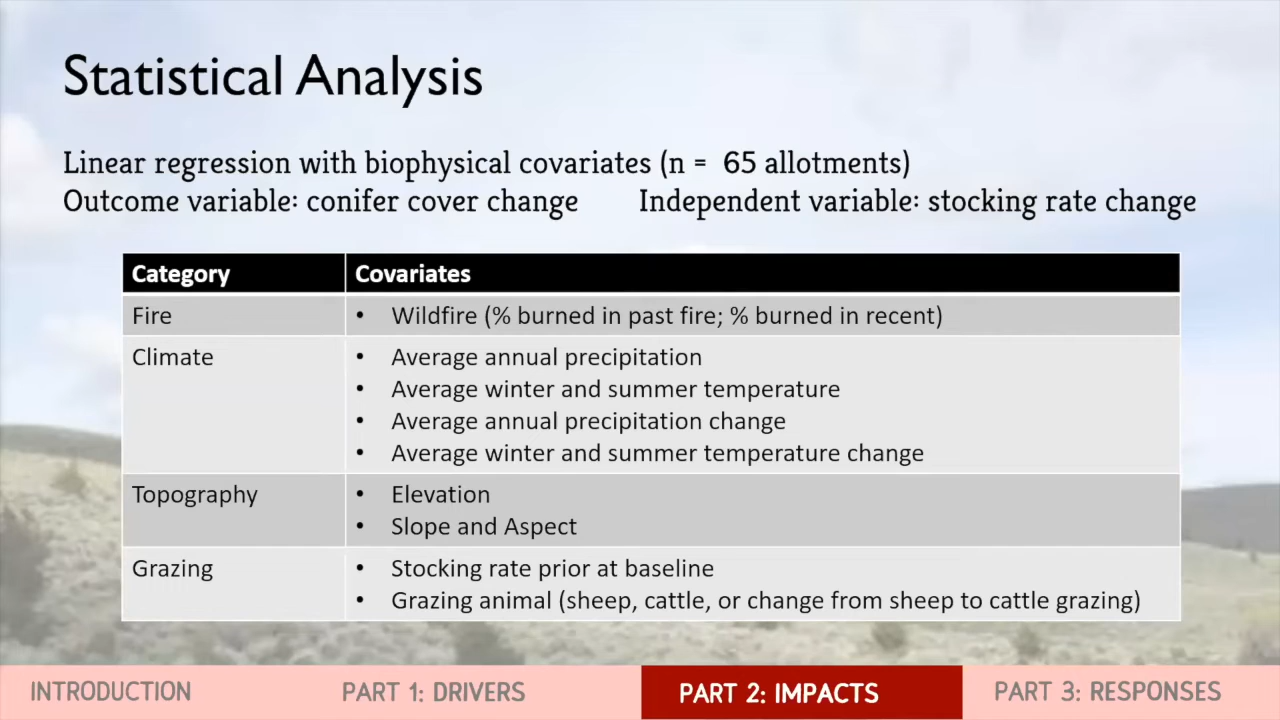 Statistical Analysis
Linear regression with biophysical covariates (n = 65 allotments)
Outcome variable: conifer cover change Independent variable: stocking rate change
Category Covariates
Fire • Wildfire (% burned in past fire; % burned in recent)
Climate • Average annual precipitation
• Average winter and summer temperature
• Average annual precipitation change
• Average winter and summer temperature change
Topography • Elevation
• Slope and Aspect
Grazing • Stocking rate prior at baseline
• Grazing animal (sheep, cattle, or change from sheep to cattle grazing)
INTRODUCTION PART 1: DRIVERS PART 2: IMPACTS PART 3: RESPONSES